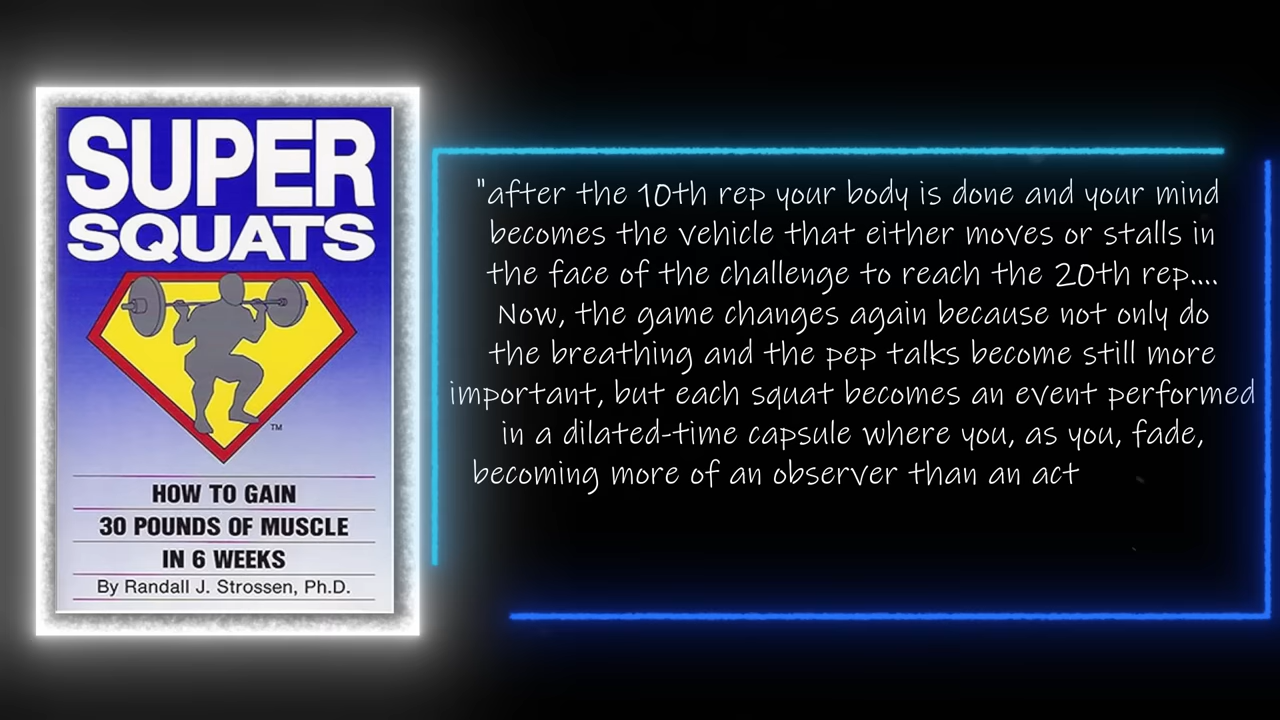 SUPER
SQUATS
TM
HOW TO GAIN
30 POUNDS OF MUSCLE
IN 6 WEEKS
By Randall J. Strossen, Ph.D.
"after the 10th rep your body is done and your mind
becomes the vehicle that either moves or stalls in
the face of the challenge to reach the 20th rep....
Now, the game changes again because not only do
the breathing and the pep talks become still more
important, but each squat becomes an event performed
in a dilated-time capsule where you, as you, fade,
becoming more of an observer than an act